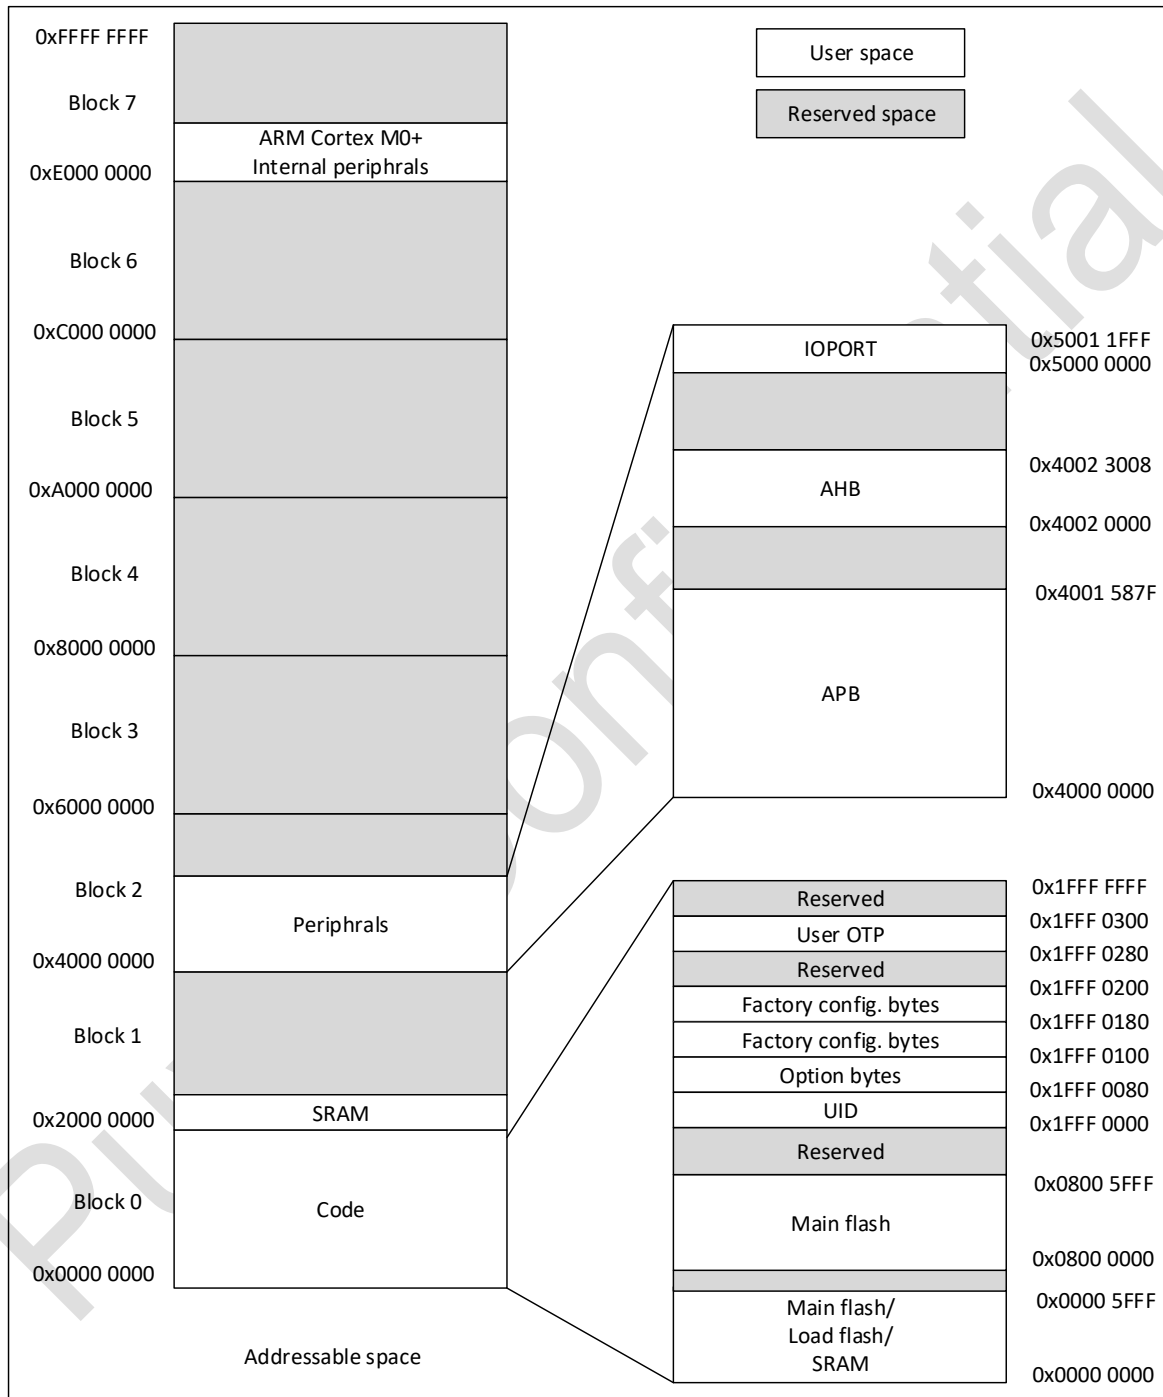 0xFFFF FFFF
Block 7
ARM Cortex M0+
Internal periphrals
0xE000 0000
Block 6
0xC000 0000
Block 5
0xA000 0000
Block 4
0x8000 0000
Block 3
0x6000 0000
Block 2
Periphrals
0x4000 0000
Block 1
0x2000 0000
SRAM
Block 0
Code
0x0000 0000
Addressable space
User space
Reserved space
IOPORT
0x5001 1FFF
0x5000 0000
0x4002 3008
AHB
0x4002 0000
0x4001 587F
APB
0x4000 0000
0x1FFF FFFF
Reserved
0x1FFF 0300
User OTP
0x1FFF 0280
Reserved
0x1FFF 0200
Factory config. bytes
0x1FFF 0180
Factory config. bytes
0x1FFF 0100
Option bytes
0x1FFF 0080
UID
0x1FFF 0000
Reserved
0x0800 5FFF
Main flash
0x0800 0000
0x0000 5FFF
Main flash/
Load flash/
SRAM
0x0000 0000